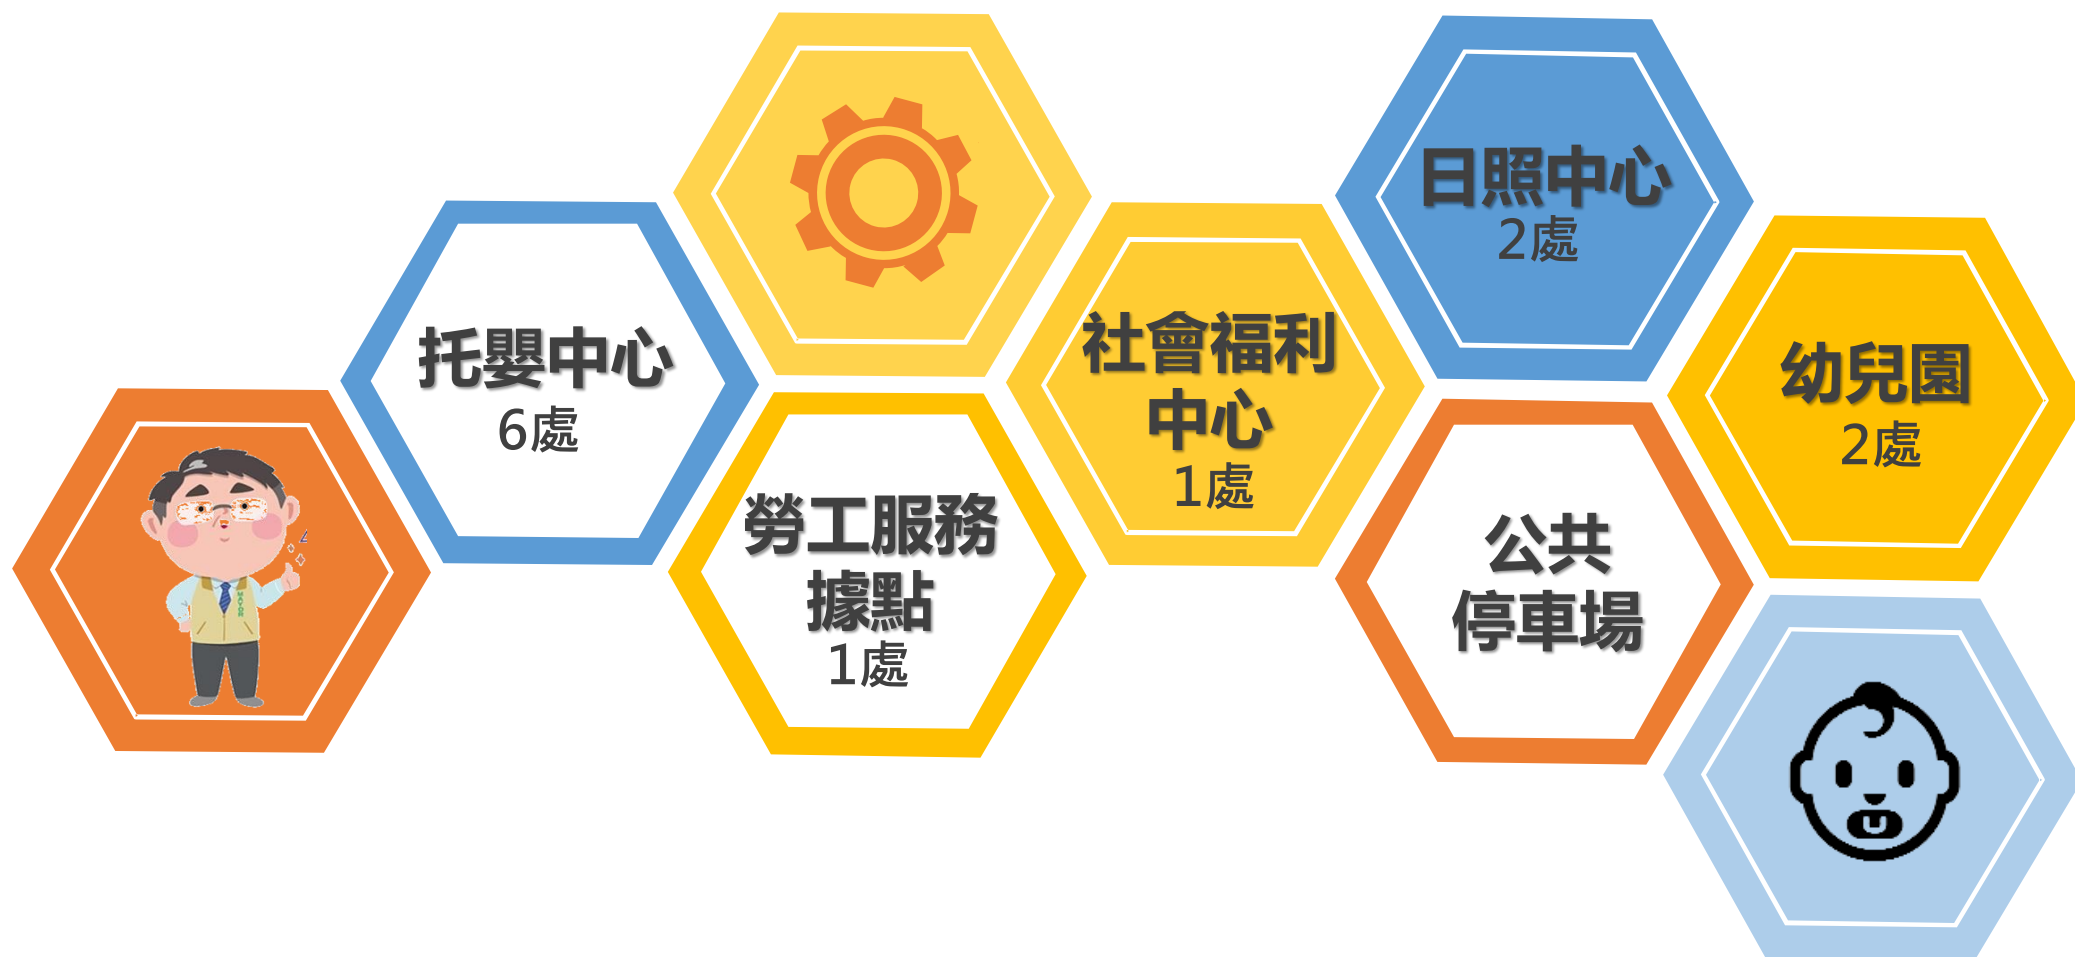 托嬰中心
6處
勞工服務
據點
1處
社會福利
中心
1處
日照中心
2處
公共
停車場
幼兒園
2處
MAYOR